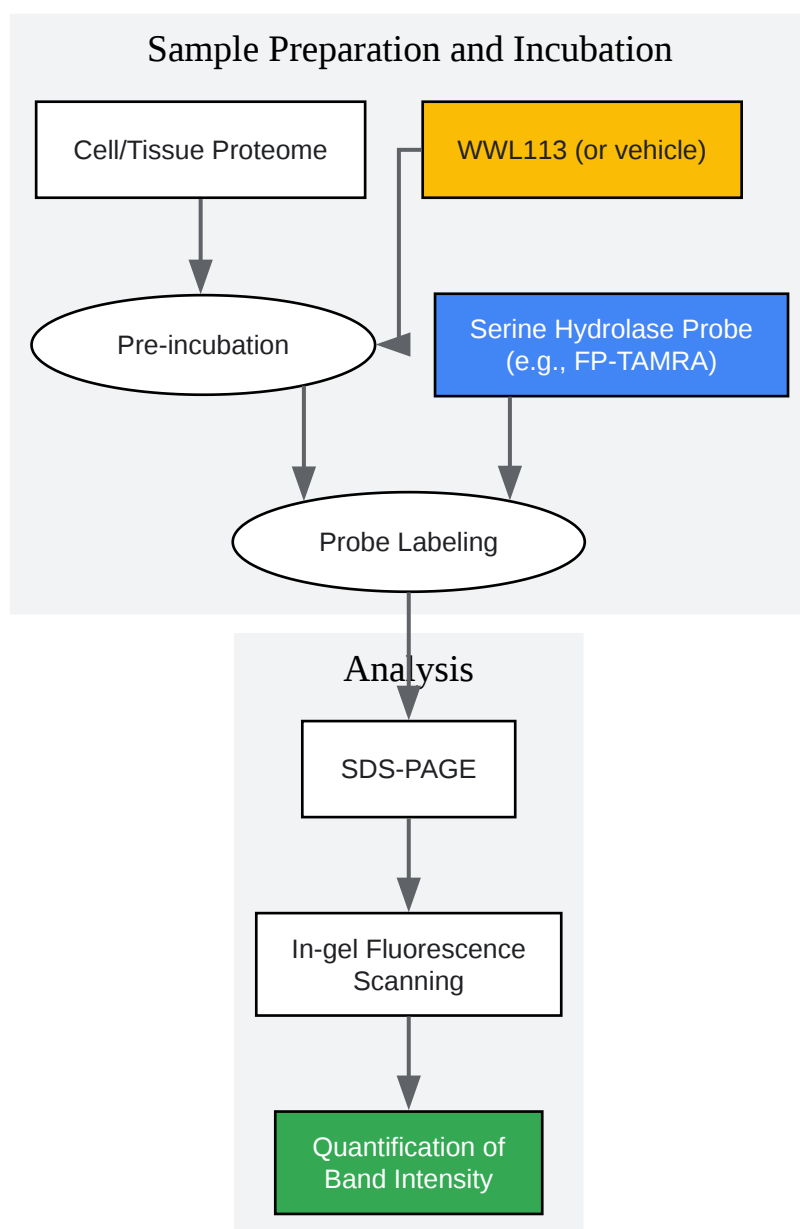 Sample Preparation and Incubation
Cell/Tissue Proteome
WWL113 (or vehicle)
Pre-incubation
Serine Hydrolase Probe
(e.g., FP-TAMRA)
Probe Labeling
Analysis
SDS-PAGE
In-gel Fluorescence
Scanning
Quantification of
Band Intensity